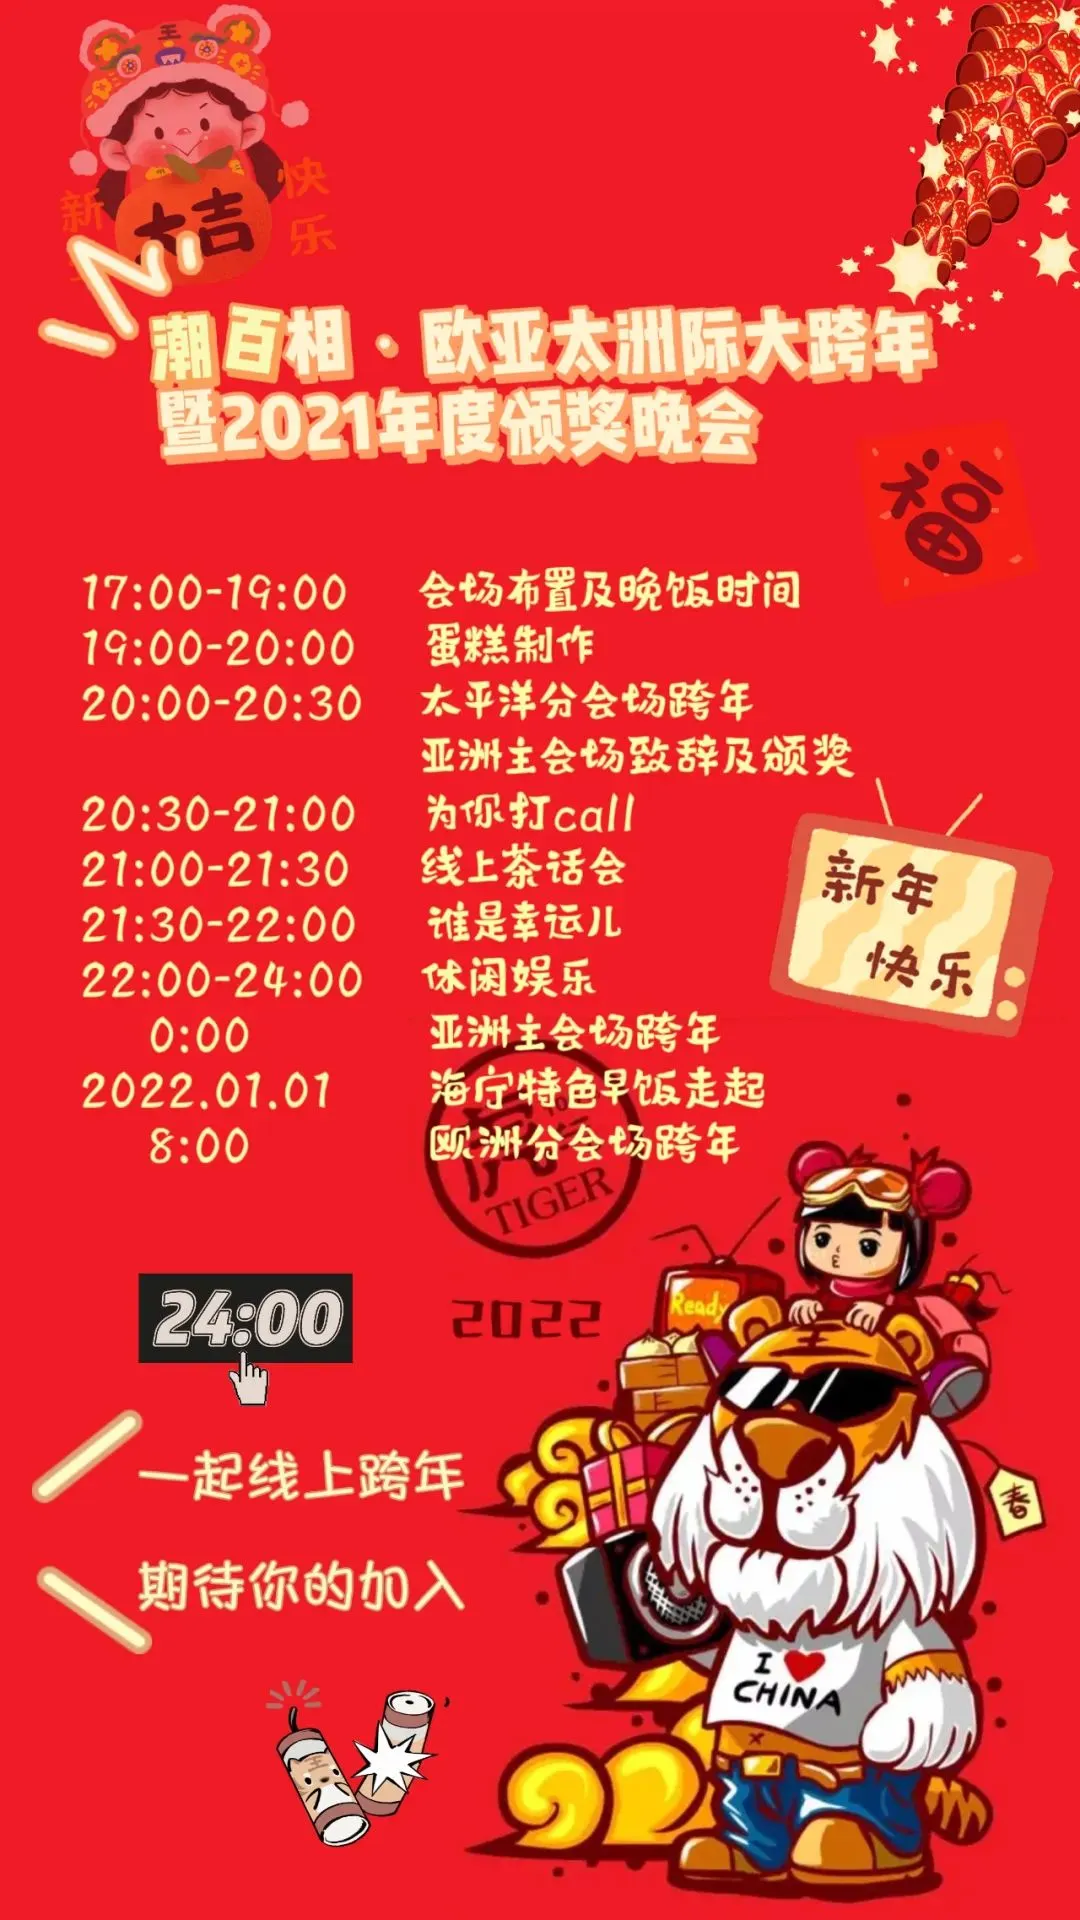 王
新
快
乐
大吉
潮百相·欧亚太洲际大跨年
暨2021年度颁奖晚会
福
17:00-19:00 会场布置及晚饭时间
19:00-20:00 蛋糕制作
20:00-20:30 太平洋分会场跨年
亚洲主会场致辞及颁奖
20:30-21:00 为你打call
21:00-21:30 线上茶话会
21:30-22:00 谁是幸运儿
22:00-24:00 休闲娱乐
0:00 亚洲主会场跨年
2022.01.01 海宁特色早饭走起
8:00 欧洲分会场跨年
新年
快乐
虎
TIGER
24:00
2022
Ready
王
一起线上跨年
春
期待你的加入
I ❤
CHINA
王